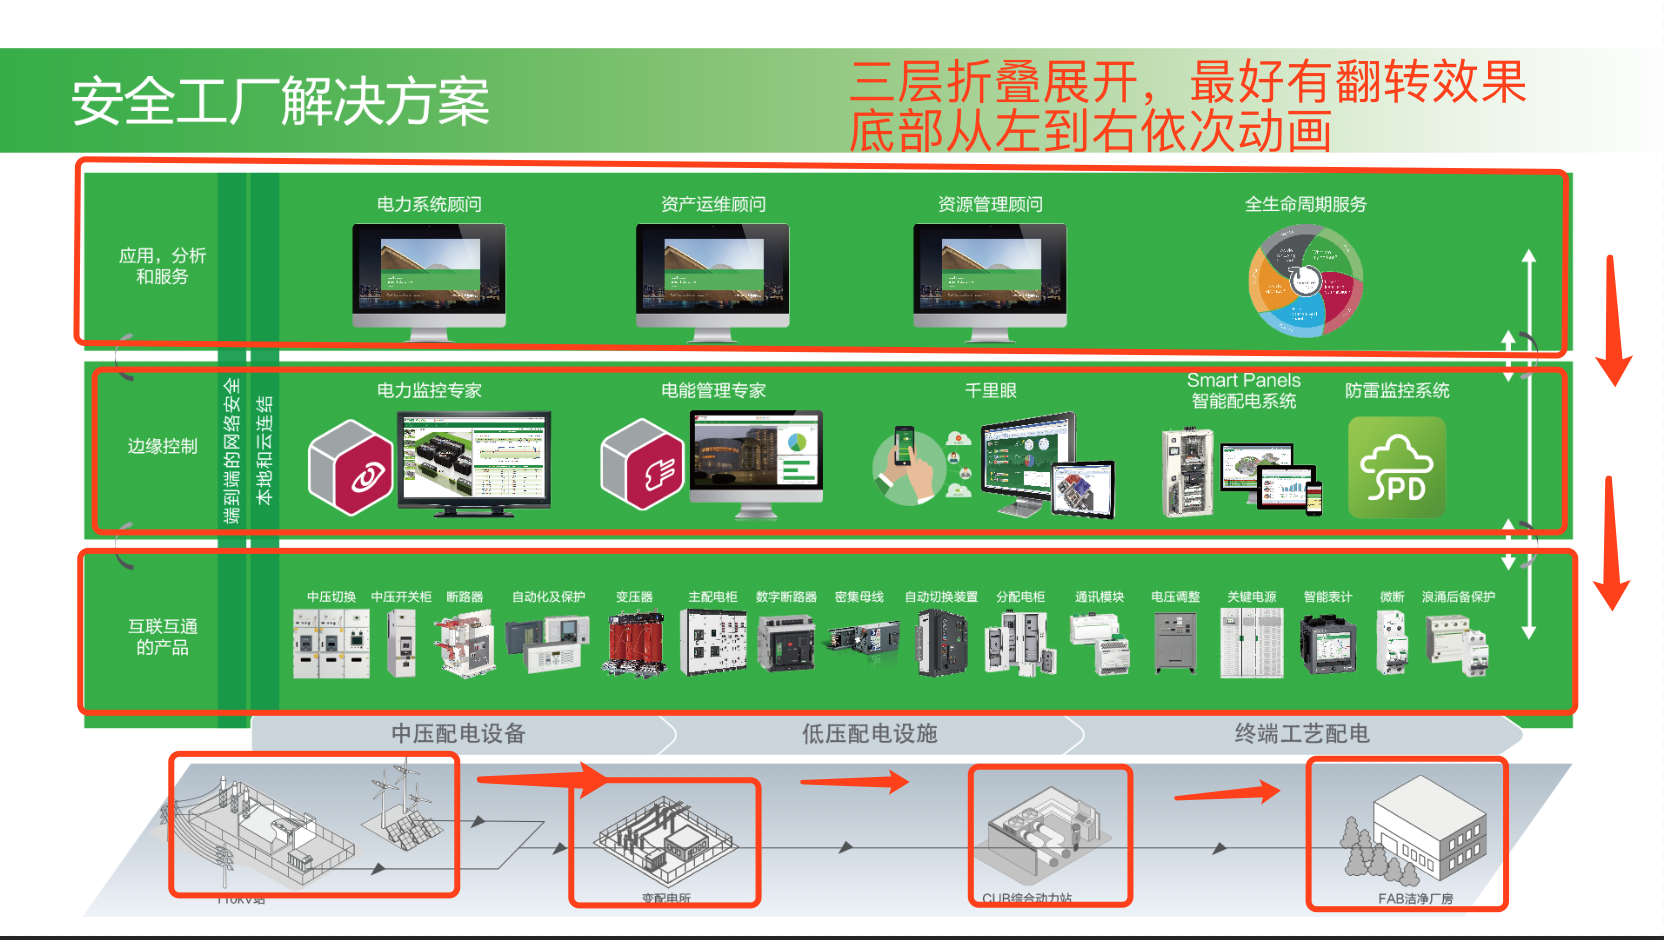 安全工厂解决方案
三层折叠展开，最好有翻转效果
底部从左到右依次动画
应用，分析
和服务
电力系统顾问
资产运维顾问
资源管理顾问
全生命周期服务
端到端的网络安全
本地和云连结
边缘控制
电力监控专家
电能管理专家
千里眼
Smart Panels
智能配电系统
防雷监控系统
SPD
互联互通
的产品
中压切换
中压开关柜
断路器
自动化及保护
变压器
主配电柜
数字断路器
密集母线
自动切换装置
分配电柜
通讯模块
电压调整
关键电源
智能表计
微断
浪涌后备保护
中压配电设备
低压配电设施
终端工艺配电
110kV站
变配电所
CUB综合动力站
FAB洁净厂房